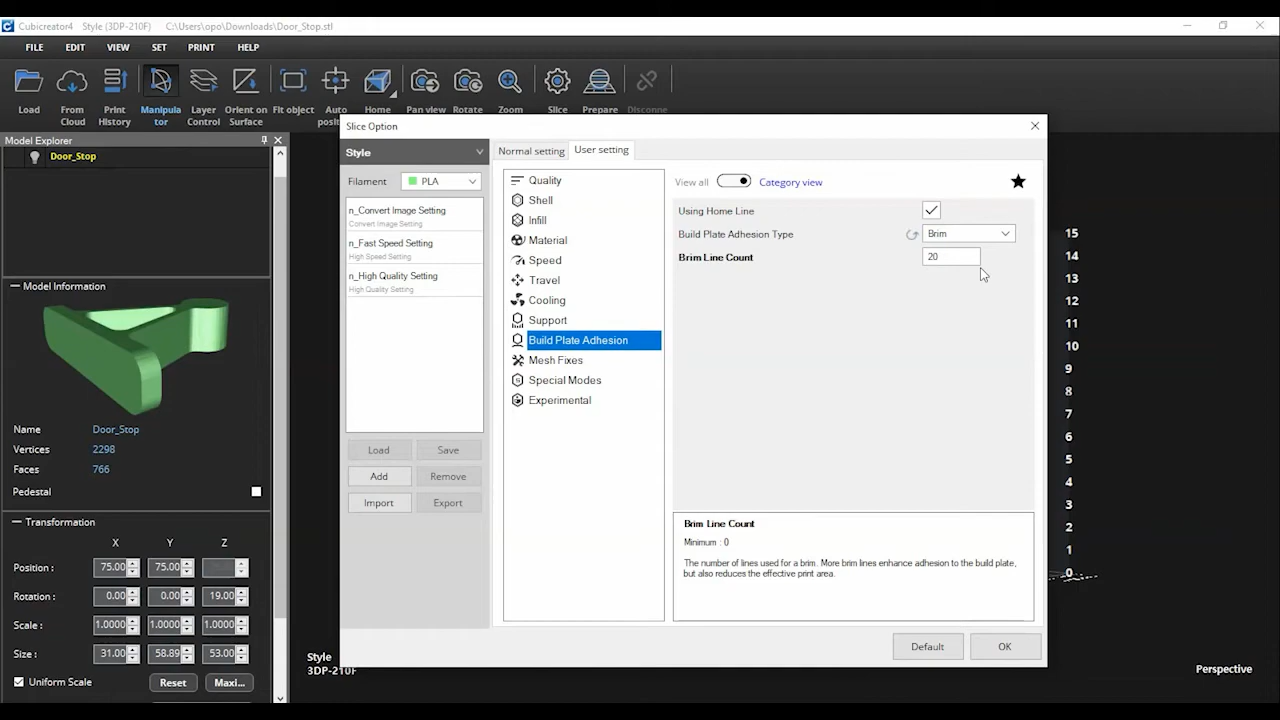 Cubicreator4 Style (3DP-210F) C:\Users\opo\Downloads\Door_Stop.stl
FILE EDIT VIEW SET PRINT HELP
Load From Cloud Print History Manipula tor Layer Control Orient on Surface Fit object Auto posit Home Pan view Rotate Zoom Slice Prepare Disconne
Model Explorer
Door_Stop
Model Information
Name Door_Stop
Vertices 2298
Faces 766
Pedestal
Transformation
X Y Z
Position : 75.00 75.00
Rotation : 0.00 0.00 19.00
Scale : 1.0000 1.0000 1.0000
Size : 31.00 58.89 53.00
Uniform Scale Reset Maxi...
Slice Option
Style
Filament PLA
n_Convert Image Setting
Convert Image Setting
n_Fast Speed Setting
High Speed Setting
n_High Quality Setting
High Quality Setting
Load Save
Add Remove
Import Export
Normal setting User setting
Quality
Shell
Infill
Material
Speed
Travel
Cooling
Support
Build Plate Adhesion
Mesh Fixes
Special Modes
Experimental
View all Category view
Using Home Line
Build Plate Adhesion Type Brim
Brim Line Count 20
Brim Line Count
Minimum : 0
The number of lines used for a brim. More brim lines enhance adhesion to the build plate,
but also reduces the effective print area.
Default OK
15
14
13
12
11
10
9
8
7
6
5
4
3
2
1
0
Style
3DP-210F
Perspective